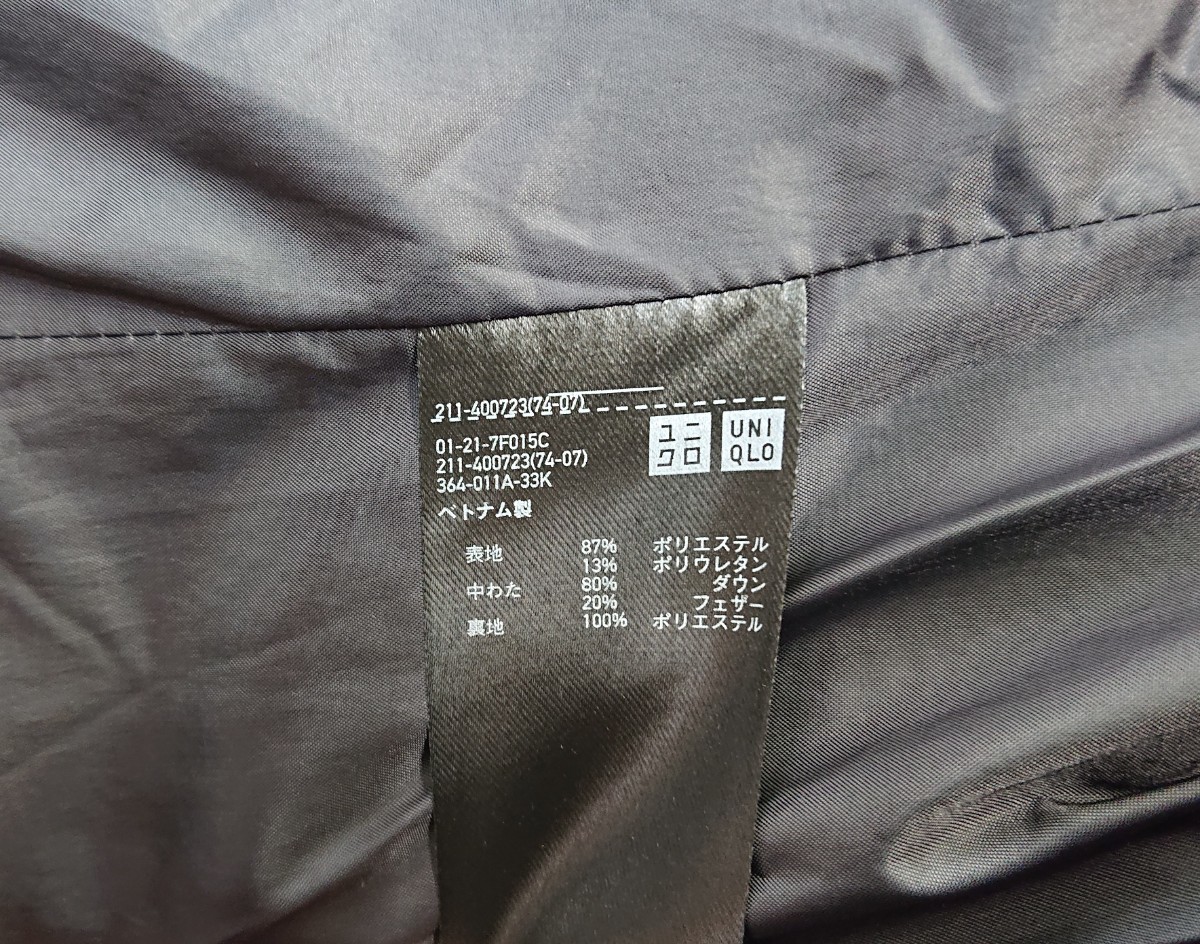 211-400723(74-07)
01-21-7F015C
211-400723(74-07)
364-011A-33K
ユニ
クロ
UNI
QLO
ベトナム製
表地 87% ポリエステル
13% ポリウレタン
中わた 80% ダウン
20% フェザー
裏地 100% ポリエステル